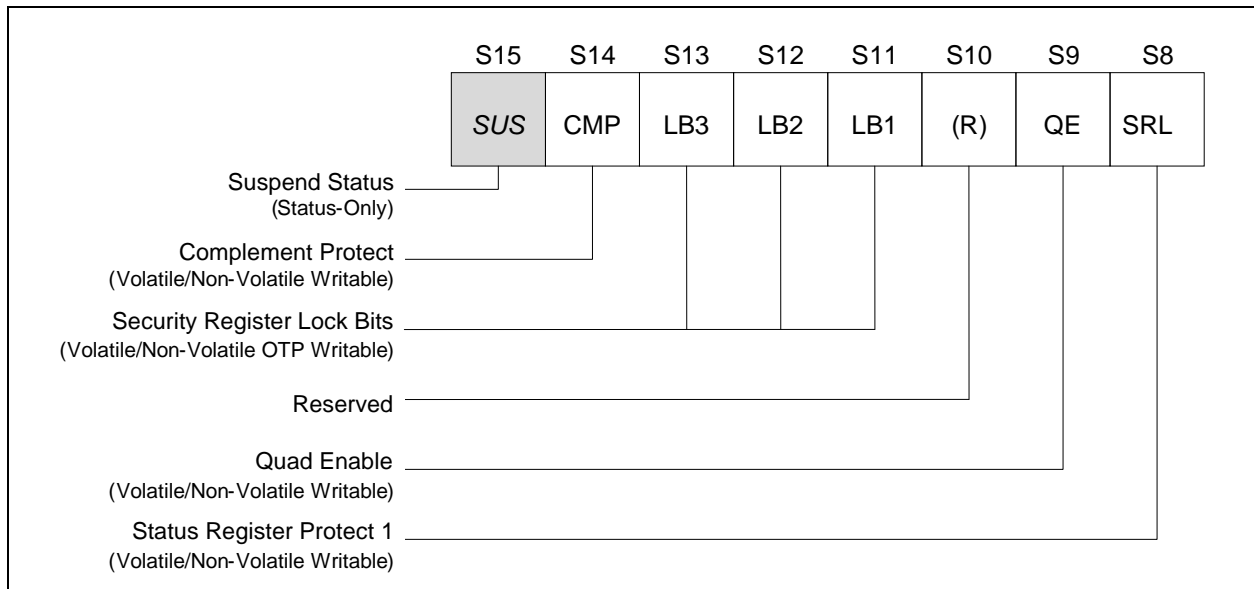 S15 S14 S13 S12 S11 S10 S9 S8
SUS CMP LB3 LB2 LB1 (R) QE SRL
Suspend Status
(Status-Only)
Complement Protect
(Volatile/Non-Volatile Writable)
Security Register Lock Bits
(Volatile/Non-Volatile OTP Writable)
Reserved
Quad Enable
(Volatile/Non-Volatile Writable)
Status Register Protect 1
(Volatile/Non-Volatile Writable)